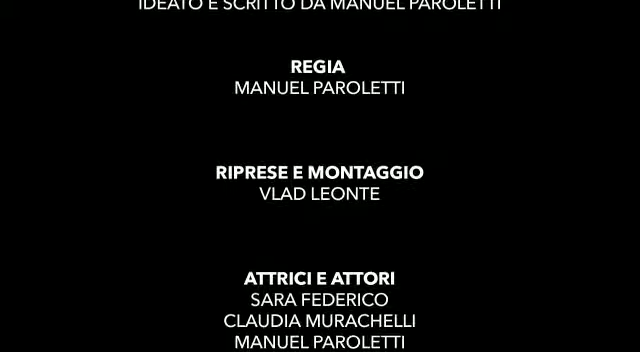 IDEATO E SCRITTO DA MANUEL PAROLETTI
REGIA
MANUEL PAROLETTI
RIPRESE E MONTAGGIO
VLAD LEONTE
ATTRICI E ATTORI
SARA FEDERICO
CLAUDIA MURACHELLI
MANUEL PAROLETTI